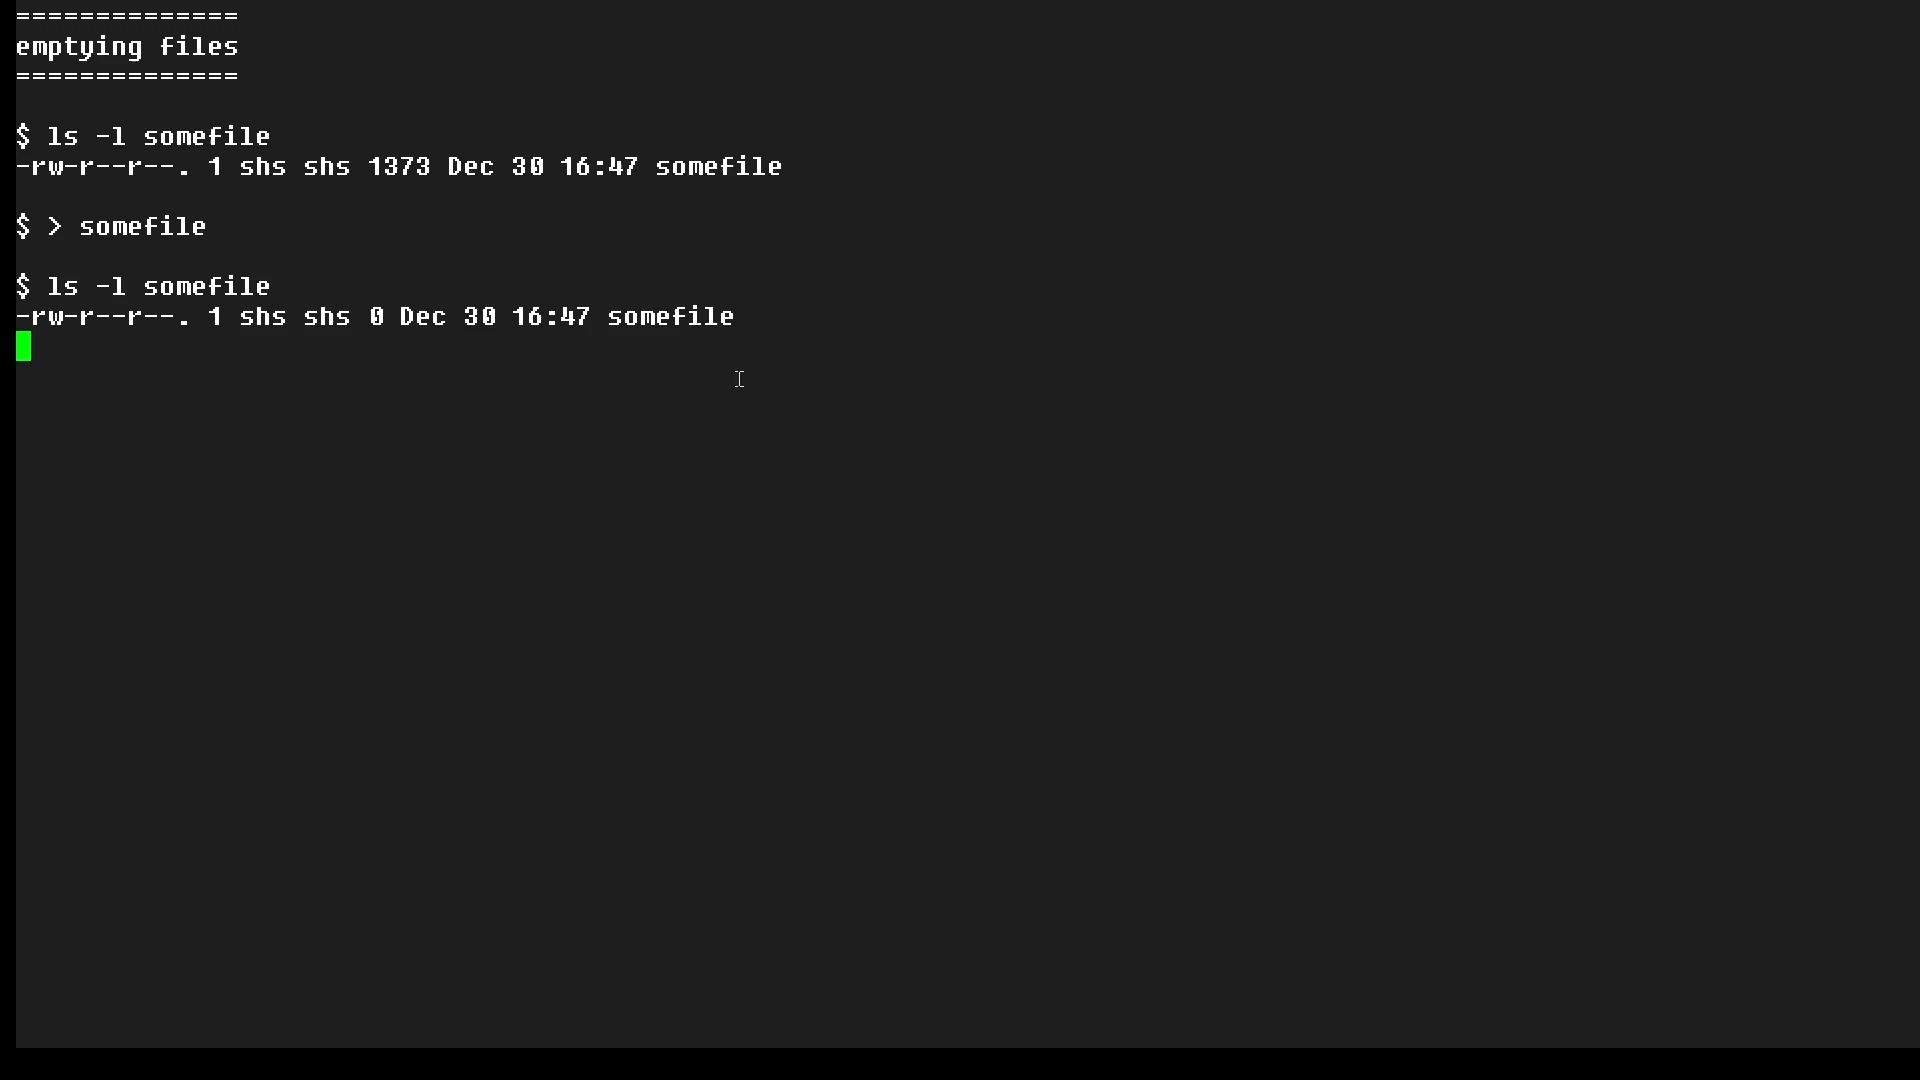 ==============
emptying files
==============
$ ls -l somefile
-rw-r--r--. 1 shs shs 1373 Dec 30 16:47 somefile
$ > somefile
$ ls -l somefile
-rw-r--r--. 1 shs shs 0 Dec 30 16:47 somefile